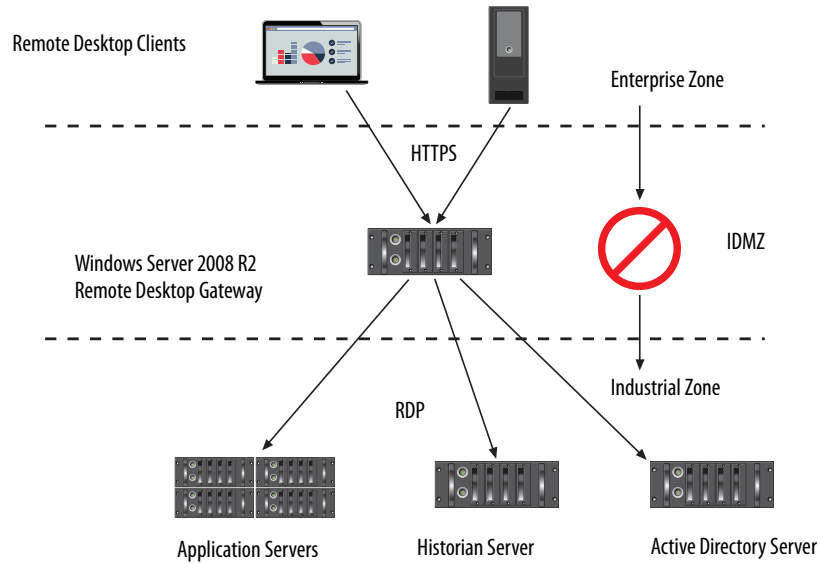 Remote Desktop Clients
Enterprise Zone
HTTPS
IDMZ
Windows Server 2008 R2
Remote Desktop Gateway
Industrial Zone
RDP
Application Servers
Historian Server
Active Directory Server